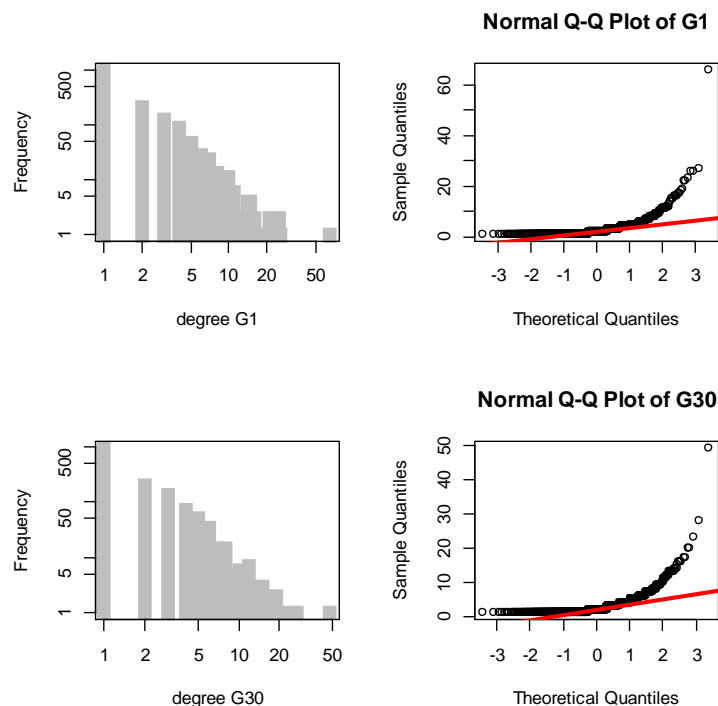 Normal Q-Q Plot of G1
Frequency
500
50
5
1
1 2 5 10 20 50
degree G1
Sample Quantiles
60
40
20
0
-3 -2 -1 0 1 2 3
Theoretical Quantiles
Normal Q-Q Plot of G30
Frequency
500
50
5
1
1 2 5 10 20 50
degree G30
Sample Quantiles
50
40
30
20
10
0
-3 -2 -1 0 1 2 3
Theoretical Quantiles